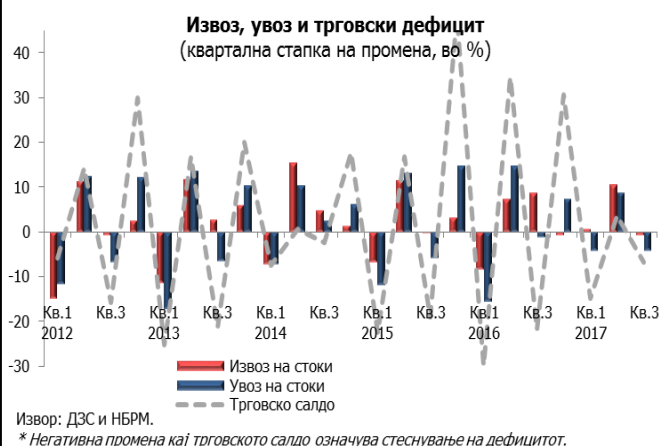 Извоз, увоз и трговски дефицит
(квартална стапка на промена, во %)
40
30
20
10
0
-10
-20
-30
Кв.1 Кв.3 Кв.1 Кв.3 Кв.1 Кв.3 Кв.1 Кв.3 Кв.1 Кв.3 Кв.1 Кв.3
2012 2013 2014 2015 2016 2017
Извоз на стоки
Увоз на стоки
Трговско салдо
Извор: ДЗС и НБРМ.
* Негативна промена кај трговското салдо означува стеснување на дефицитот.